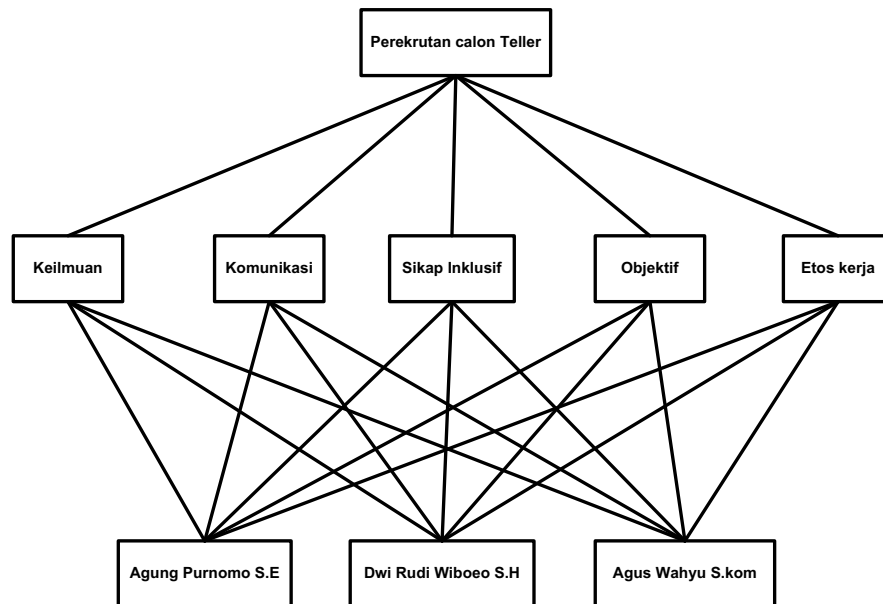 Perekrutan calon Teller
Keilmuan
Komunikasi
Sikap Inklusif
Objektif
Etos kerja
Agung Purnomo S.E
Dwi Rudi Wiboeo S.H
Agus Wahyu S.kom